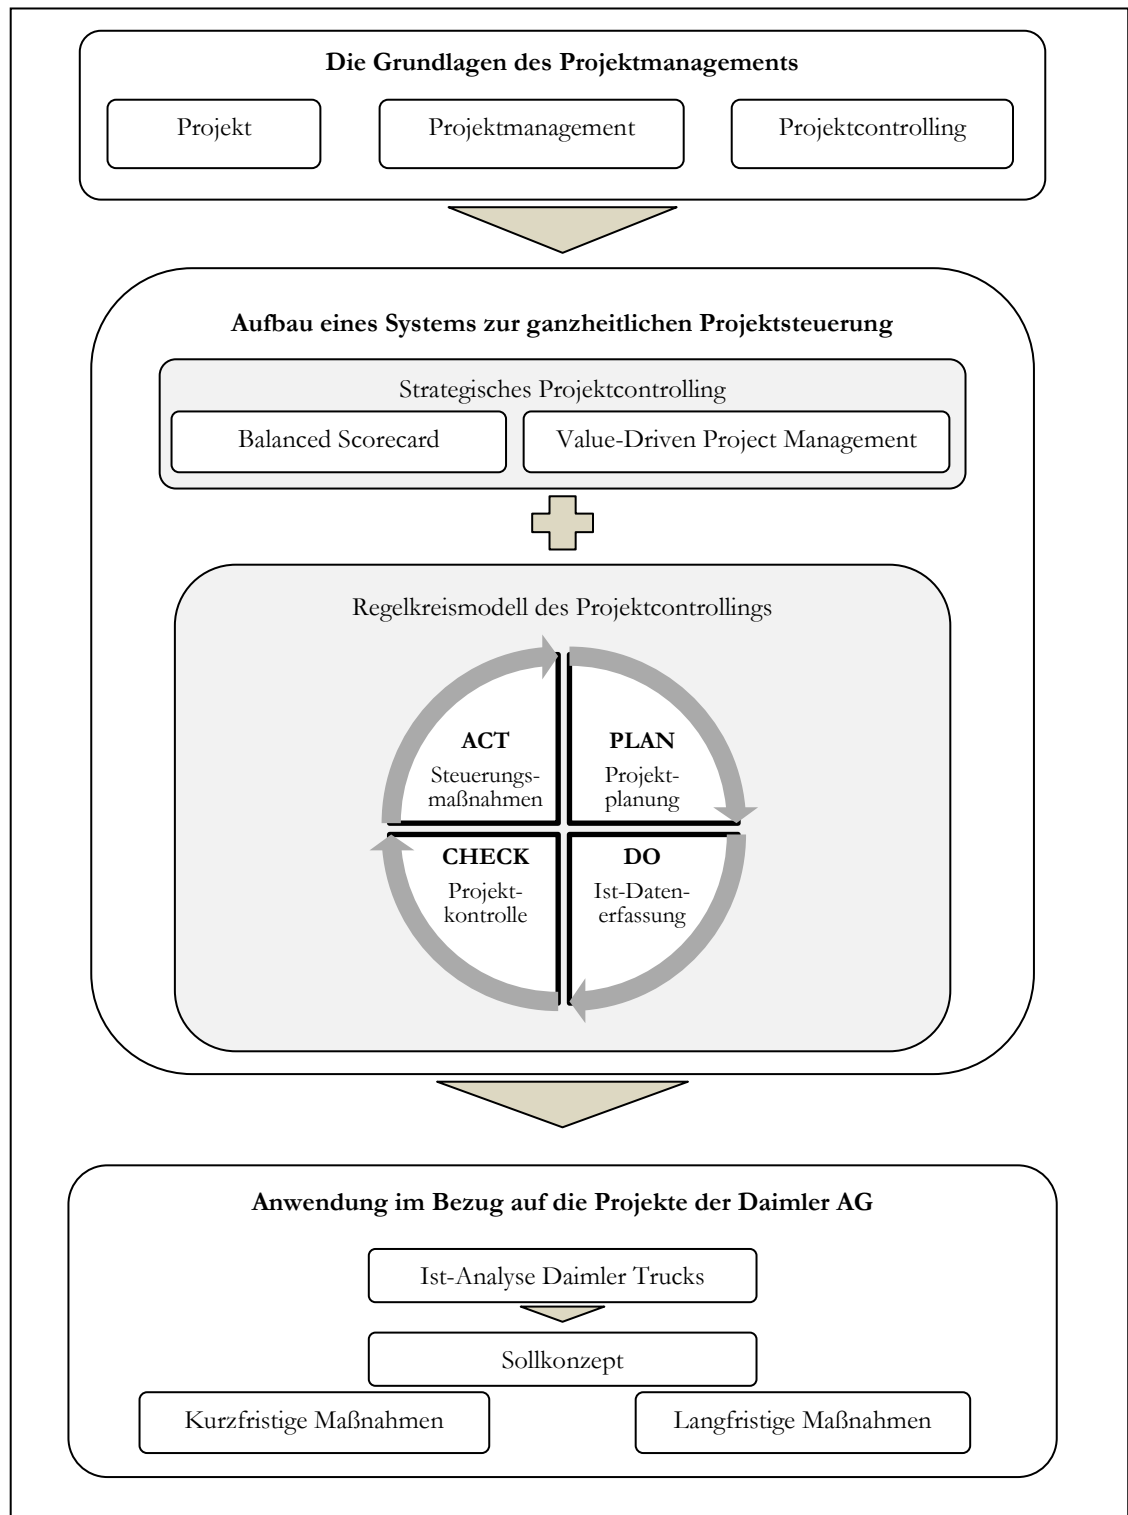 Die Grundlagen des Projektmanagements
Projekt
Projektmanagement
Projektcontrolling
Aufbau eines Systems zur ganzheitlichen Projektsteuerung
Strategisches Projektcontrolling
Balanced Scorecard
Value-Driven Project Management
Regelkreismodell des Projektcontrollings
ACT
Steuerungs-
maßnahmen
PLAN
Projekt-
planung
CHECK
Projekt-
kontrolle
DO
Ist-Daten-
erfassung
Anwendung im Bezug auf die Projekte der Daimler AG
Ist-Analyse Daimler Trucks
Sollkonzept
Kurzfristige Maßnahmen
Langfristige Maßnahmen